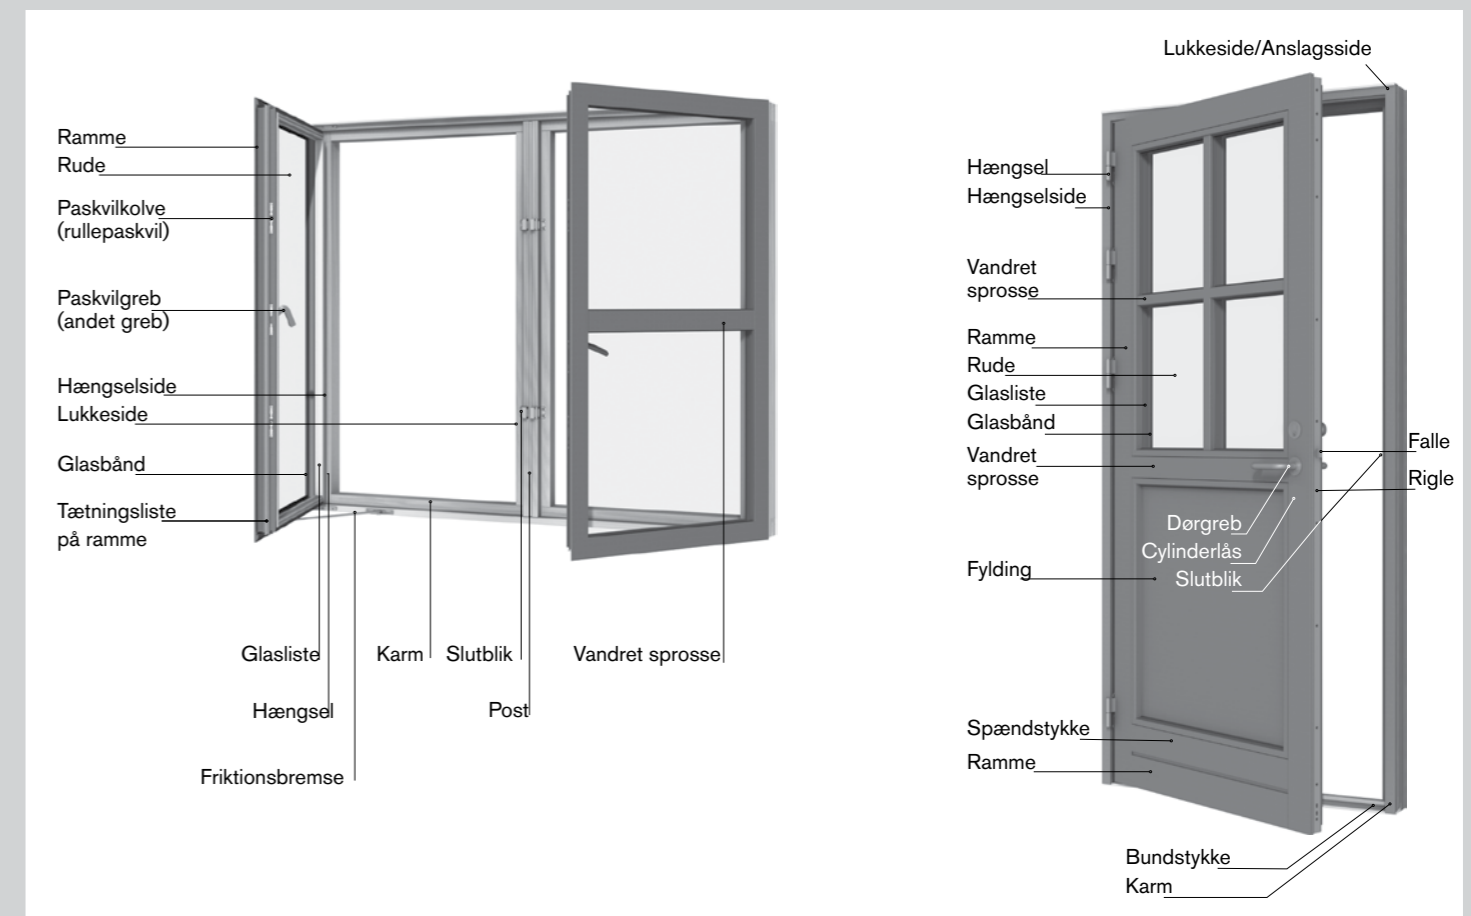 Ramme
Rude
Paskvilkolve
(rullepaskvil)
Paskvilgreb
(andet greb)
Hængselside
Lukkeside
Glasbånd
Tætningsliste
på ramme
Glasliste
Karm
Slutblik
Vandret sprosse
Hængsel
Post
Friktionsbremse
Lukkeside/Anslagsside
Hængsel
Hængselside
Vandret
sprosse
Ramme
Rude
Glasliste
Glasbånd
Vandret
sprosse
Falle
Rigle
Dørgreb
Cylinderlås
Slutblik
Fylding
Spændstykke
Ramme
Bundstykke
Karm